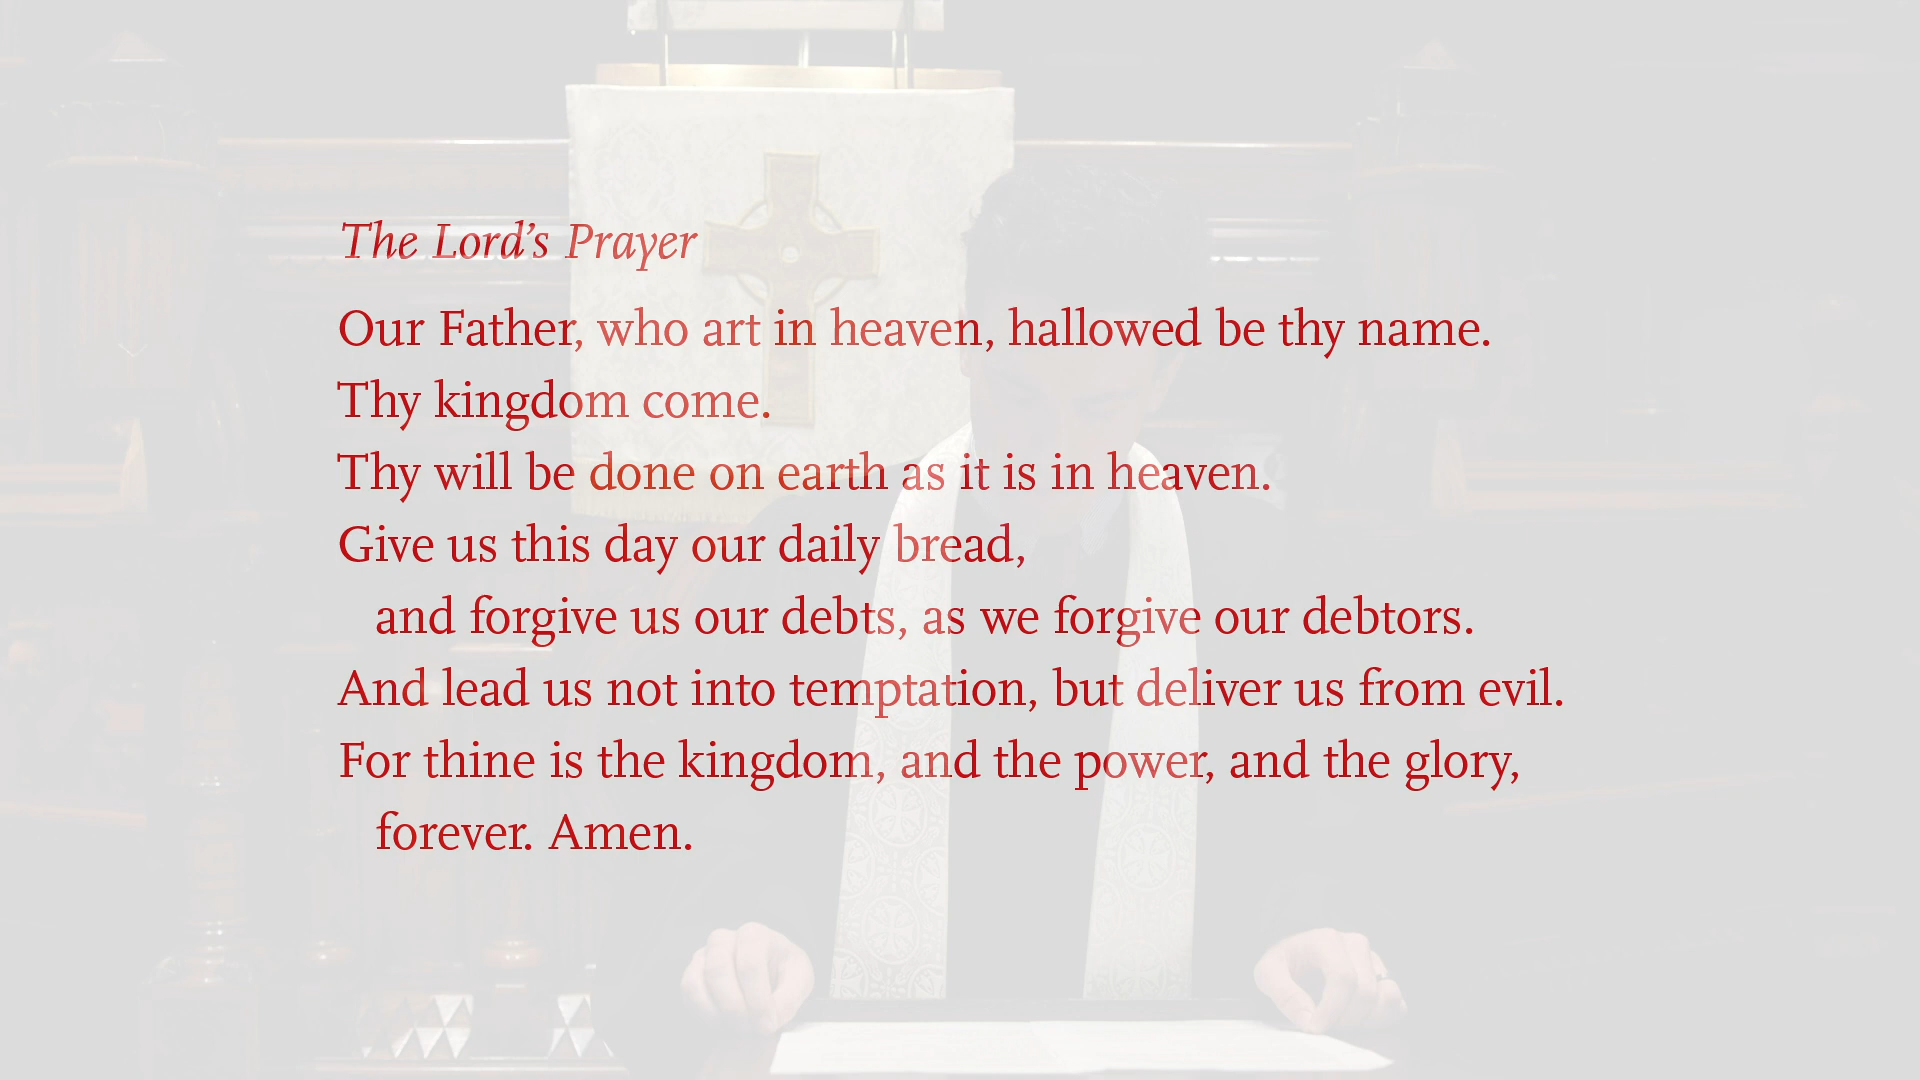 The Lord’s Prayer
Our Father, who art in heaven, hallowed be thy name.
Thy kingdom come.
Thy will be done on earth as it is in heaven.
Give us this day our daily bread,
and forgive us our debts, as we forgive our debtors.
And lead us not into temptation, but deliver us from evil.
For thine is the kingdom, and the power, and the glory,
forever. Amen.